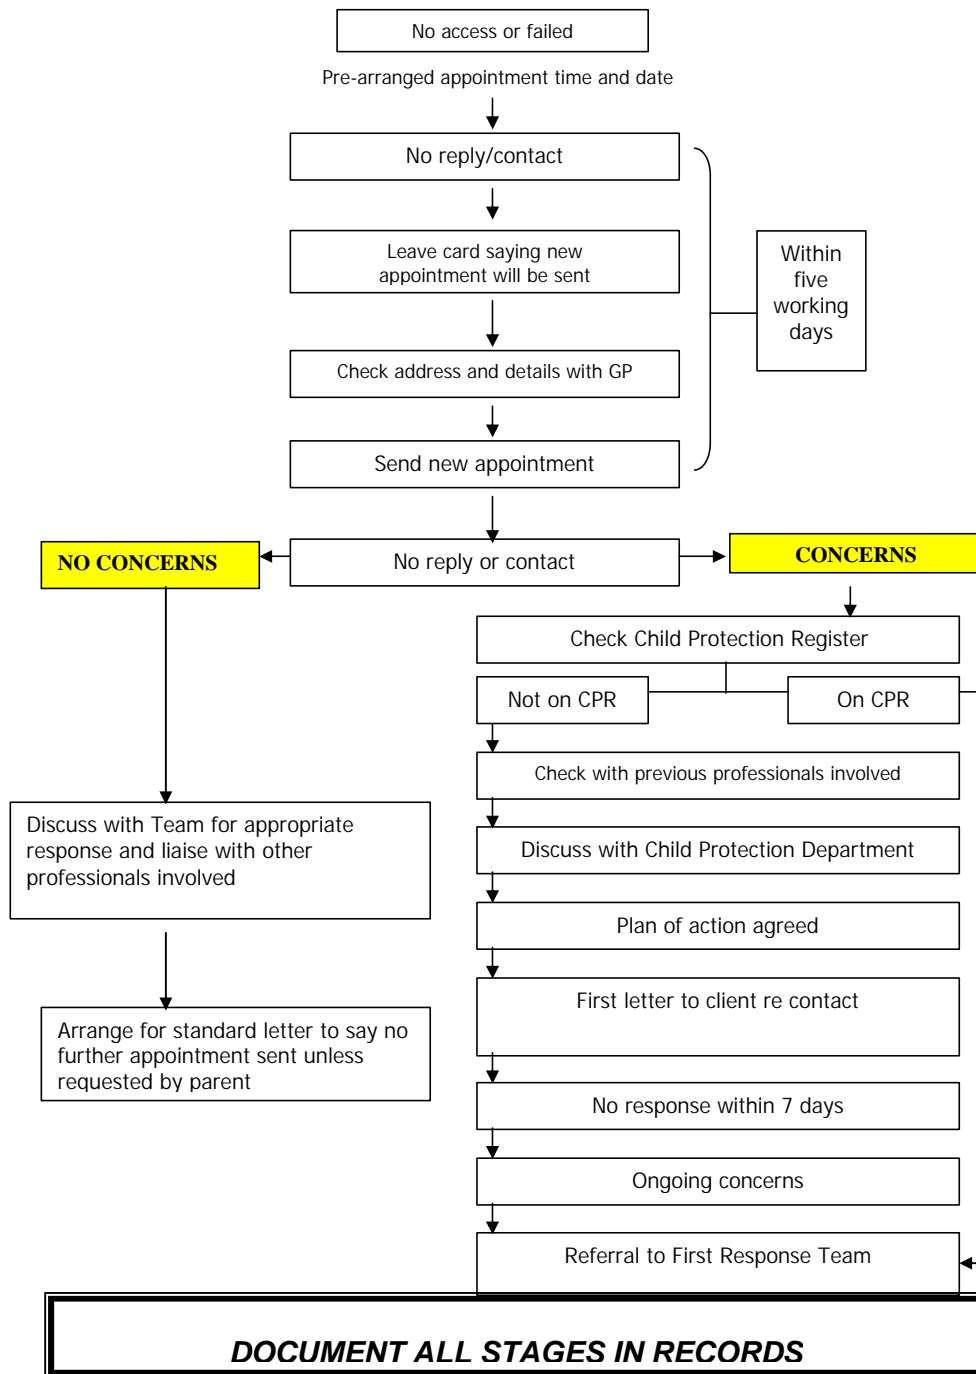 No access or failed
Pre-arranged appointment time and date
No reply/contact
Leave card saying new
appointment will be sent
Within
five
working
days
Check address and details with GP
Send new appointment
NO CONCERNS
No reply or contact
CONCERNS
Check Child Protection Register
Not on CPR
On CPR
Check with previous professionals involved
Discuss with Team for appropriate
response and liaise with other
professionals involved
Discuss with Child Protection Department
Plan of action agreed
First letter to client re contact
Arrange for standard letter to say no
further appointment sent unless
requested by parent
No response within 7 days
Ongoing concerns
Referral to First Response Team
DOCUMENT ALL STAGES IN RECORDS